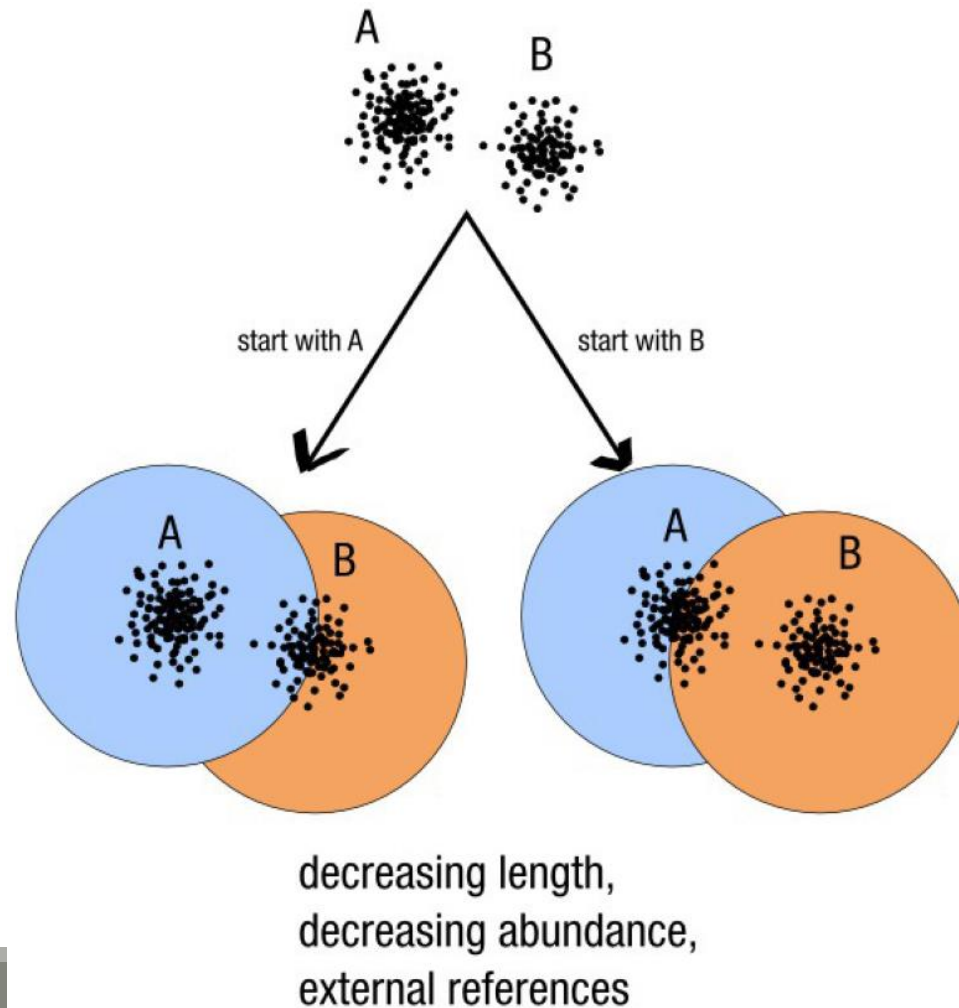 A
B
start with A
start with B
A
B
A
B
decreasing length,
decreasing abundance,
external references